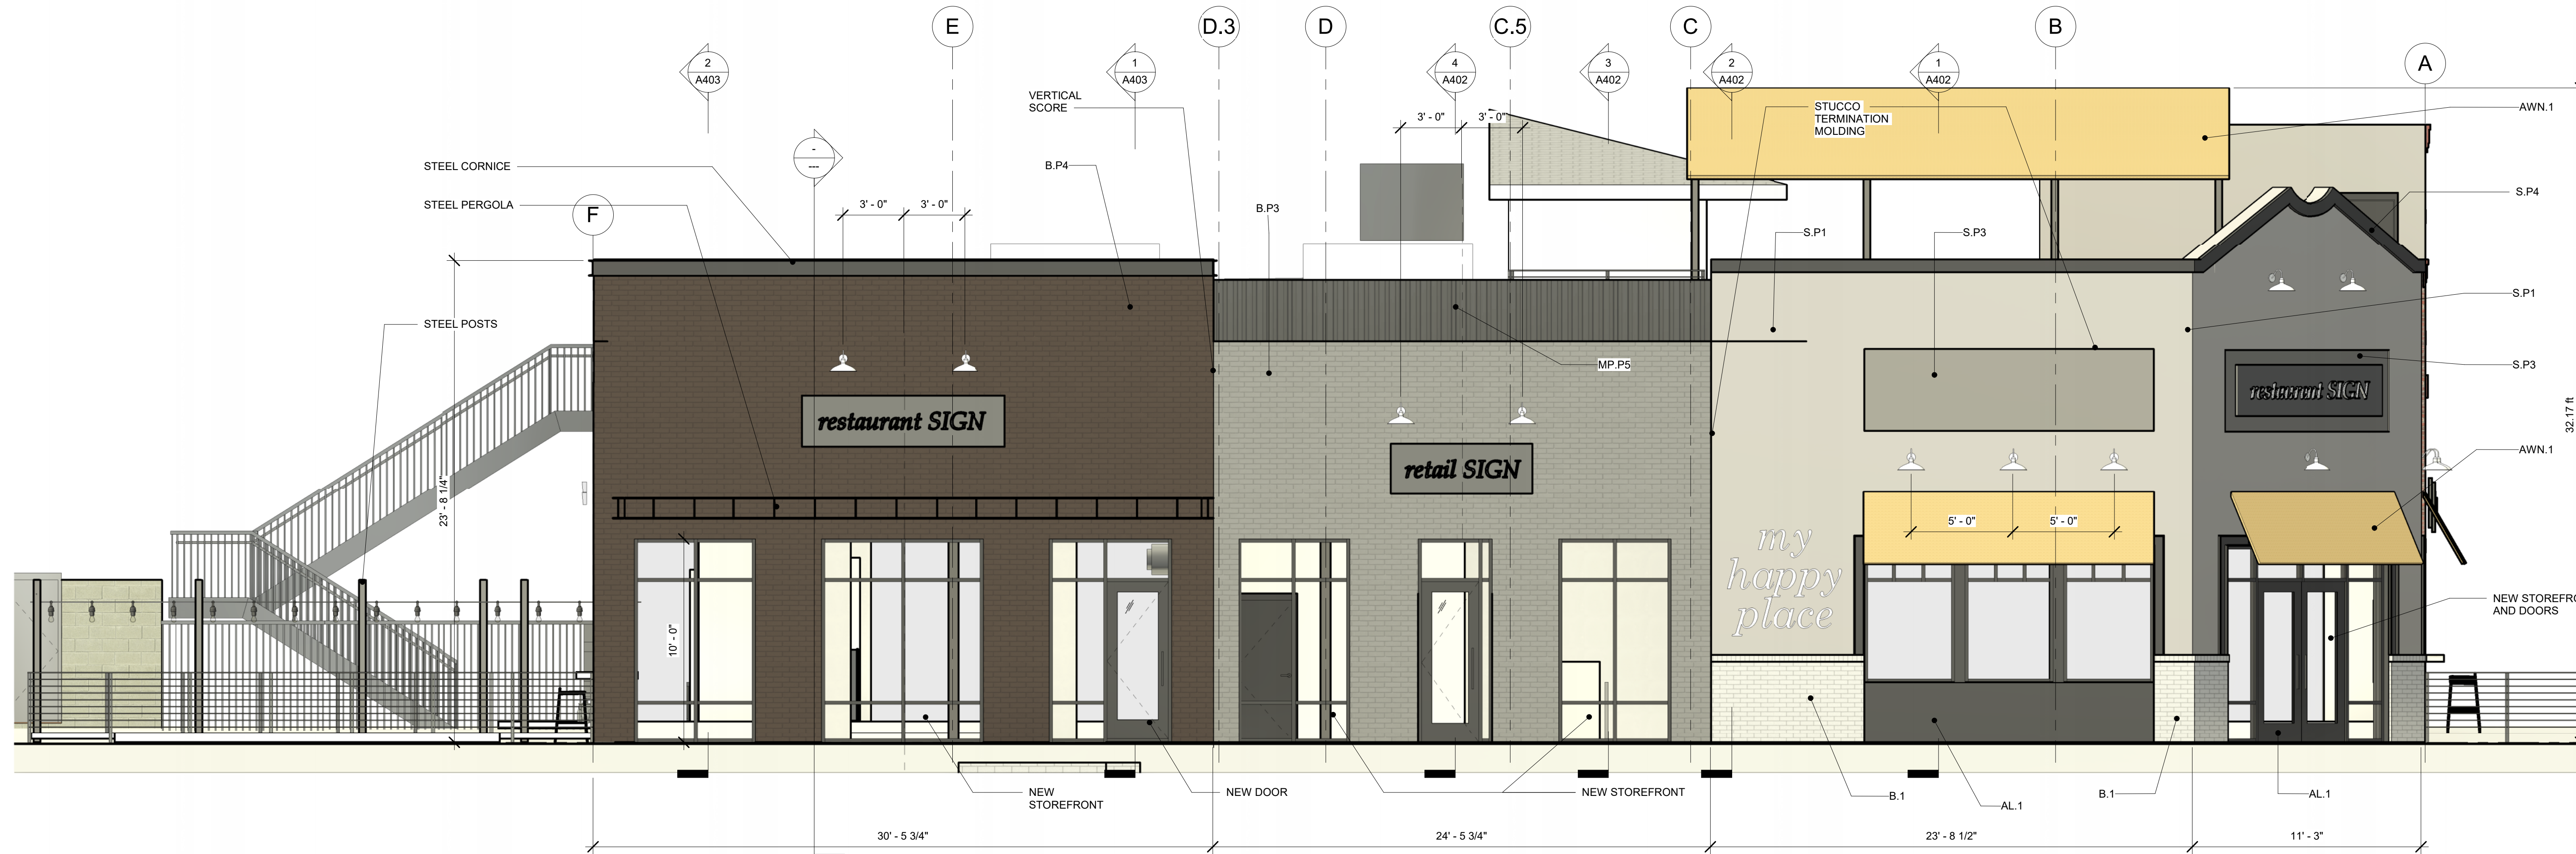 E
D.3
D
C.5
C
B
A
2
A403
1
A403
4
A402
3
A402
2
A402
1
A402
VERTICAL
SCORE
3' - 0"
3' - 0"
STUCCO
TERMINATION
MOLDING
AWN.1
-
---
STEEL CORNICE
B.P4
S.P4
STEEL PERGOLA
3' - 0"
3' - 0"
B.P3
F
S.P1
S.P3
S.P1
STEEL POSTS
MP.P5
S.P3
restaurant SIGN
restaurant SIGN
retail SIGN
32.17 ft
AWN.1
23' - 8 1/4"
5' - 0"
5' - 0"
my
happy
place
10' - 0"
NEW STOREFRO
AND DOORS
NEW
STOREFRONT
NEW DOOR
NEW STOREFRONT
B.1
AL.1
B.1
AL.1
30' - 5 3/4"
24' - 5 3/4"
23' - 8 1/2"
11' - 3"